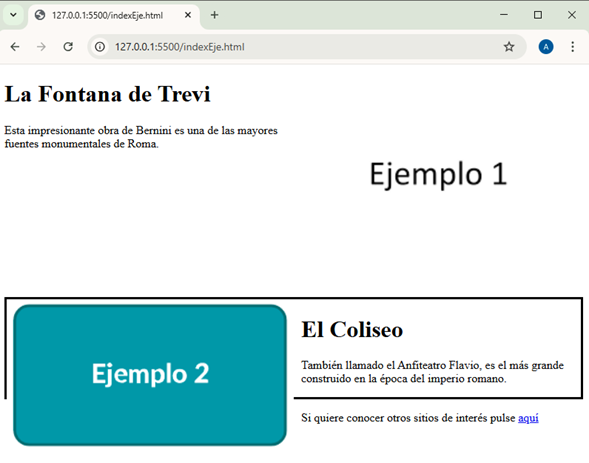 127.0.0.1:5500/indexEje.html
127.0.0.1:5500/indexEje.html
A
La Fontana de Trevi
Esta impresionante obra de Bernini es una de las mayores
fuentes monumentales de Roma.
Ejemplo 1
Ejemplo 2
El Coliseo
También llamado el Anfiteatro Flavio, es el más grande
construido en la época del imperio romano.
Si quiere conocer otros sitios de interés pulse aquí